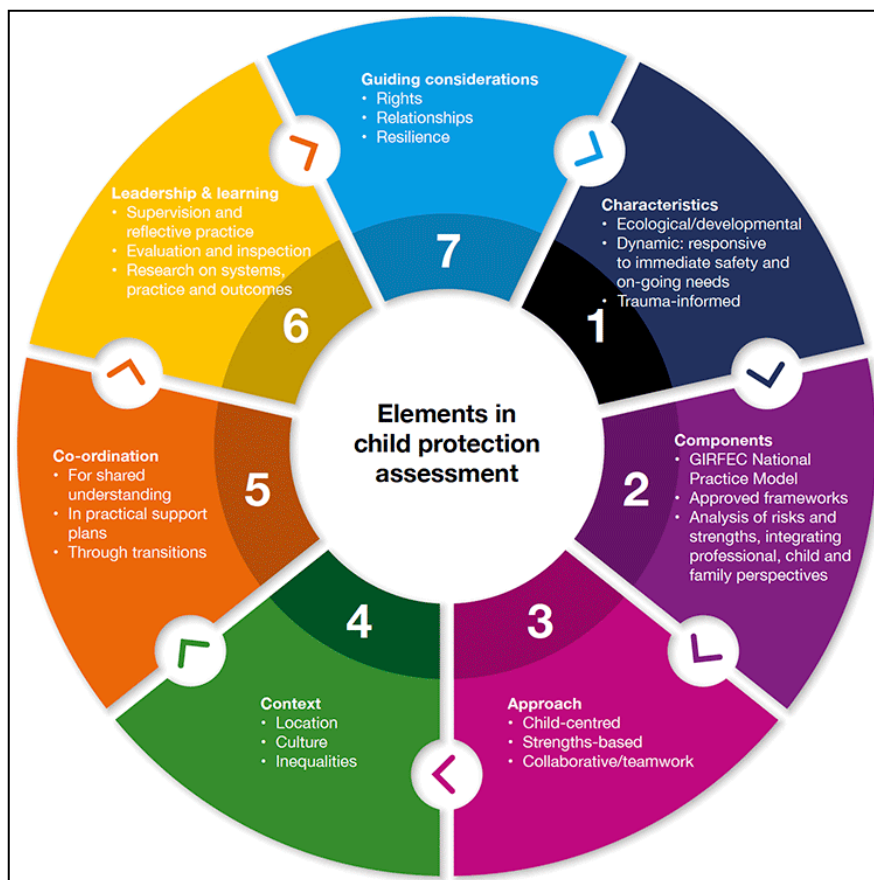 Elements in
child protection
assessment
1
Characteristics
• Ecological/developmental
• Dynamic: responsive
to immediate safety and
on-going needs
• Trauma-informed
2
Components
• GIRFEC National
Practice Model
• Approved frameworks
• Analysis of risks and
strengths, integrating
professional, child and
family perspectives
3
Approach
• Child-centred
• Strengths-based
• Collaborative/teamwork
4
Context
• Location
• Culture
• Inequalities
5
Co-ordination
• For shared
understanding
• In practical support
plans
• Through transitions
6
Leadership & learning
• Supervision and
reflective practice
• Evaluation and inspection
• Research on systems,
practice and outcomes
7
Guiding considerations
• Rights
• Relationships
• Resilience